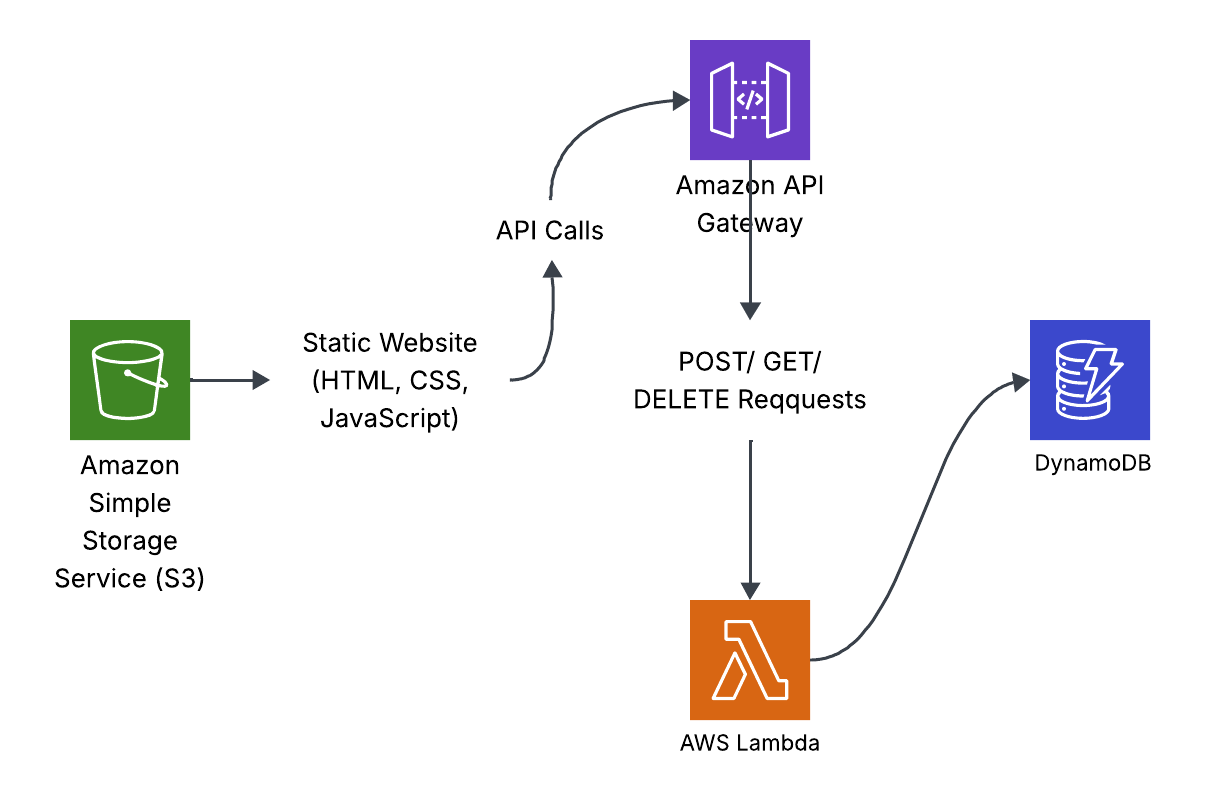 Amazon API
Gateway
API Calls
Static Website
(HTML, CSS,
JavaScript)
POST/ GET/
DELETE Reqquests
Amazon
Simple
Storage
Service (S3)
DynamoDB
AWS Lambda